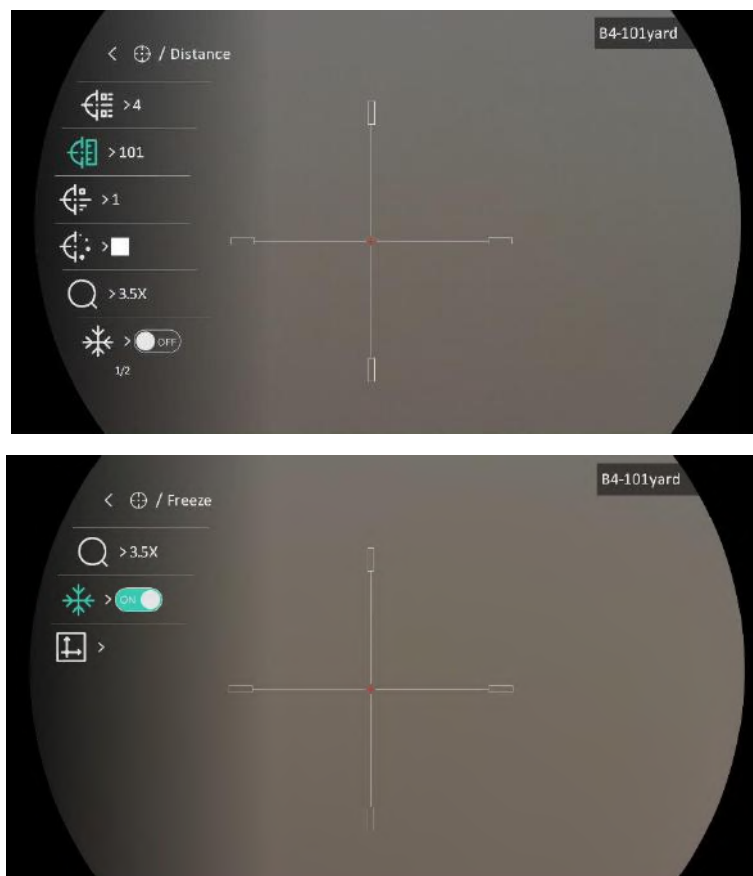 B4-101yard
< / Distance
>4
>101
>1
>
>3.5X
> OFF
1/2
B4-101yard
< / Freeze
>3.5X
> ON
>